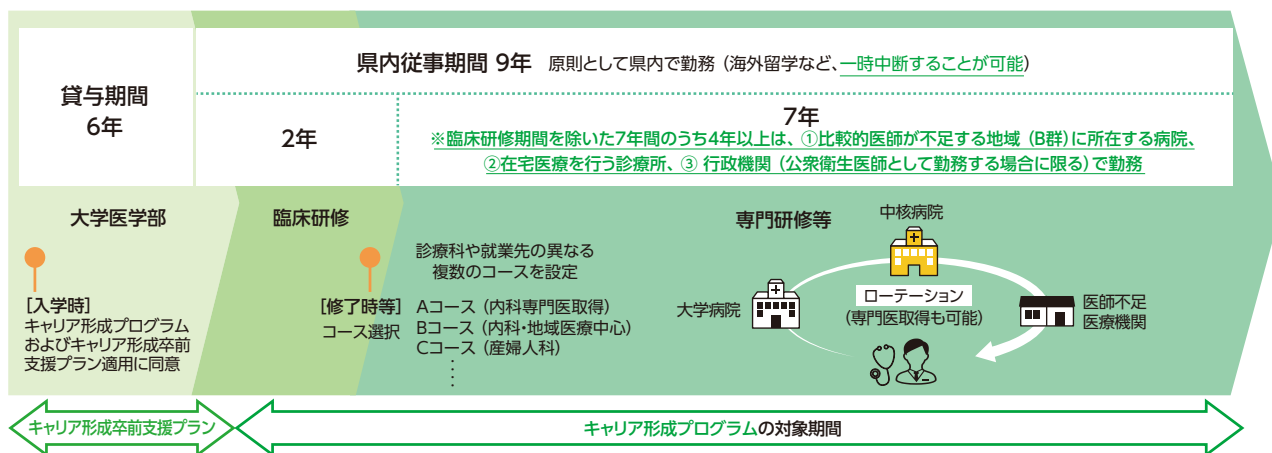 貸与期間
6年
県内従事期間 9年 原則として県内で勤務（海外留学など、一時中断することが可能）
2年
7年
※臨床研修期間を除いた7年間のうち4年以上は、①比較的医師が不足する地域（B群）に所在する病院、
②在宅医療を行う診療所、③ 行政機関（公衆衛生医師として勤務する場合に限る）で勤務
大学医学部
臨床研修
専門研修等
[入学時]
キャリア形成プログラム
およびキャリア形成卒前
支援プラン適用に同意
[修了時等]
コース選択
診療科や就業先の異なる
複数のコースを設定
Aコース（内科専門医取得）
Bコース（内科・地域医療中心）
Cコース（産婦人科）
⋮
中核病院
大学病院
ローテーション
（専門医取得も可能）
医師不足
医療機関
キャリア形成卒前支援プラン
キャリア形成プログラムの対象期間